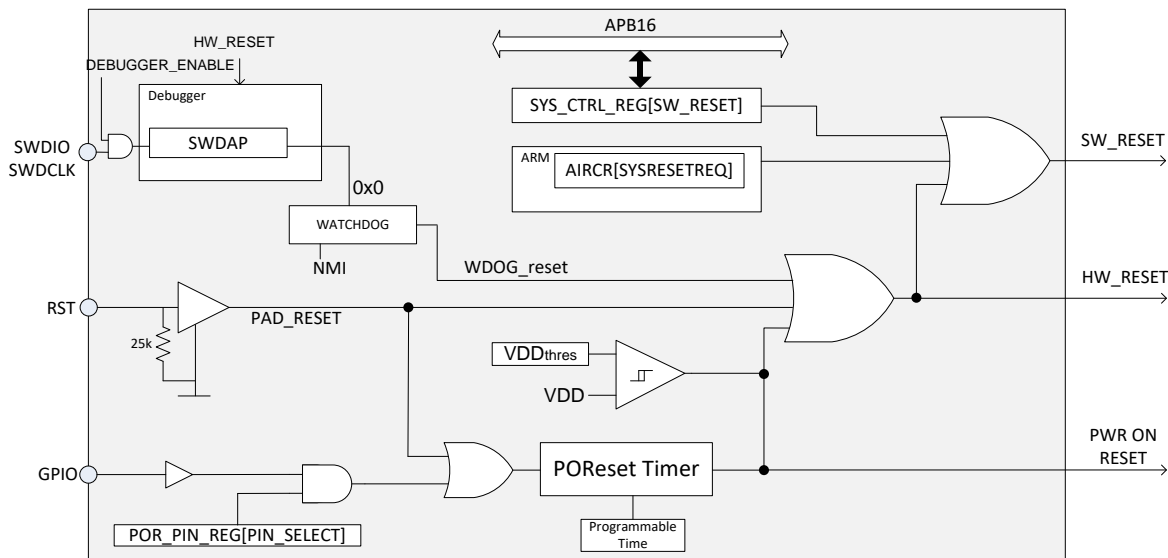 APB16
HW_RESET
DEBUGGER_ENABLE
Debugger
SWDAP
SYS_CTRL_REG[SW_RESET]
SWDIO
SWDCLK
SW_RESET
ARM
AIRCR[SYSRESETREQ]
0x0
WATCHDOG
NMI
WDOG_reset
HW_RESET
RST
PAD_RESET
25k
VDDthres
VDD
PWR ON
RESET
GPIO
POReset Timer
POR_PIN_REG[PIN_SELECT]
Programmable
Time